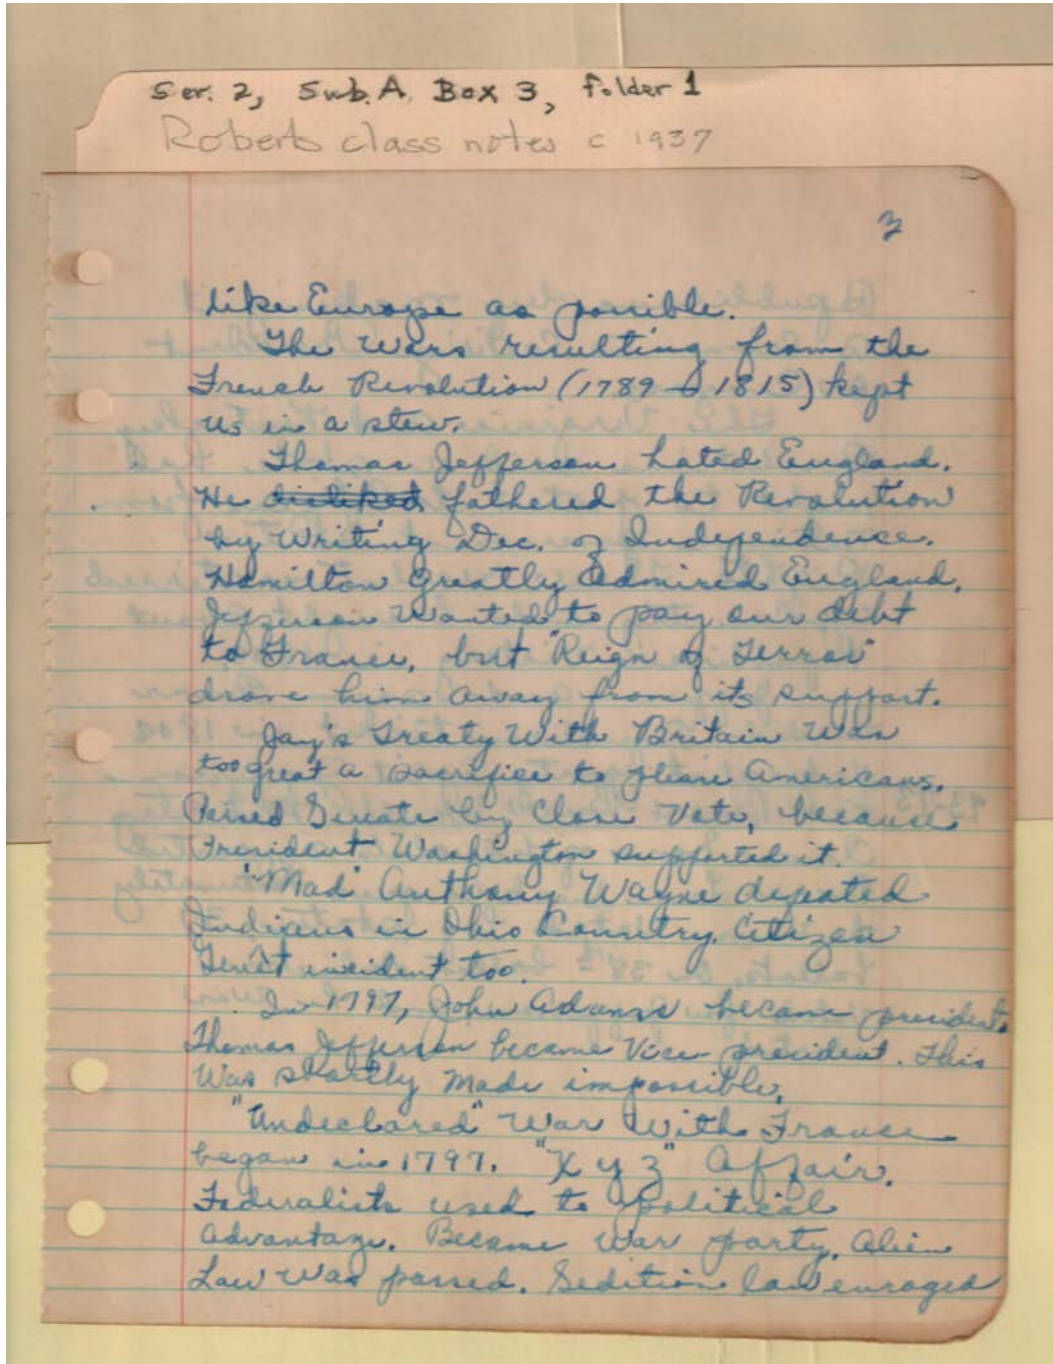 Ser. 2, Sub. A, Box 3, folder 1
Roberts class notes c 1937
3
like Europe as possible.
The Wars resulting from the
French Revolution (1789 - 1815) kept
us in a stew.
Thomas Jefferson hated England.
He disliked fathered the Revolution
by Writing Dec. of Independence.
Hamilton greatly admired England.
Jefferson Wanted to pay our debt
to France, but "Reign of Terror"
drove him away from its support.
Jay's Treaty With Britain was
too great a sacrifice to please Americans.
Passed Senate by close vote, because
President Washington supported it.
"Mad" Anthony Wayne defeated
Indians in Ohio Country. Citizen
Genêt incident too.
In 1797, John Adams became president.
Thomas Jefferson became Vice-president. This
Was shortly made impossible.
"Undeclared" War With France
began in 1797. "X y z" Affair.
Federalists used to political
advantage. Became War party. Alien
Law Was passed. Sedition law enraged